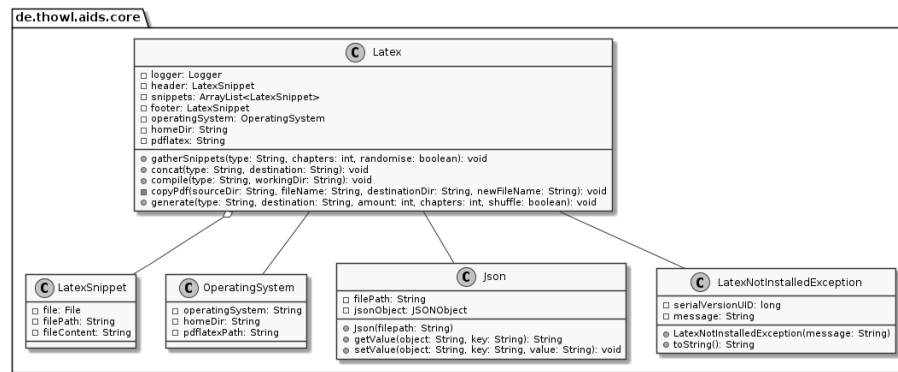 de.thowl.aids.core
C Latex
logger: Logger
header: LatexSnippet
snippets: ArrayList<LatexSnippet>
footer: LatexSnippet
operatingSystem: OperatingSystem
homeDir: String
pdflatex: String
gatherSnippets(type: String, chapters: int, randomise: boolean): void
concat(type: String, destination: String): void
compile(type: String, workingDir: String): void
copyPdf(sourceDir: String, fileName: String, destinationDir: String, newFileName: String): void
generate(type: String, destination: String, amount: int, chapters: int, shuffle: boolean): void
C LatexSnippet
file: File
filePath: String
fileContent: String
C OperatingSystem
operatingSystem: String
homeDir: String
pdflatexPath: String
C Json
filePath: String
jsonObject: JSONObject
Json(filepath: String)
getValue(object: String, key: String): String
setValue(object: String, key: String, value: String): void
C LatexNotInstalledException
serialVersionUID: long
message: String
LatexNotInstalledException(message: String)
toString(): String